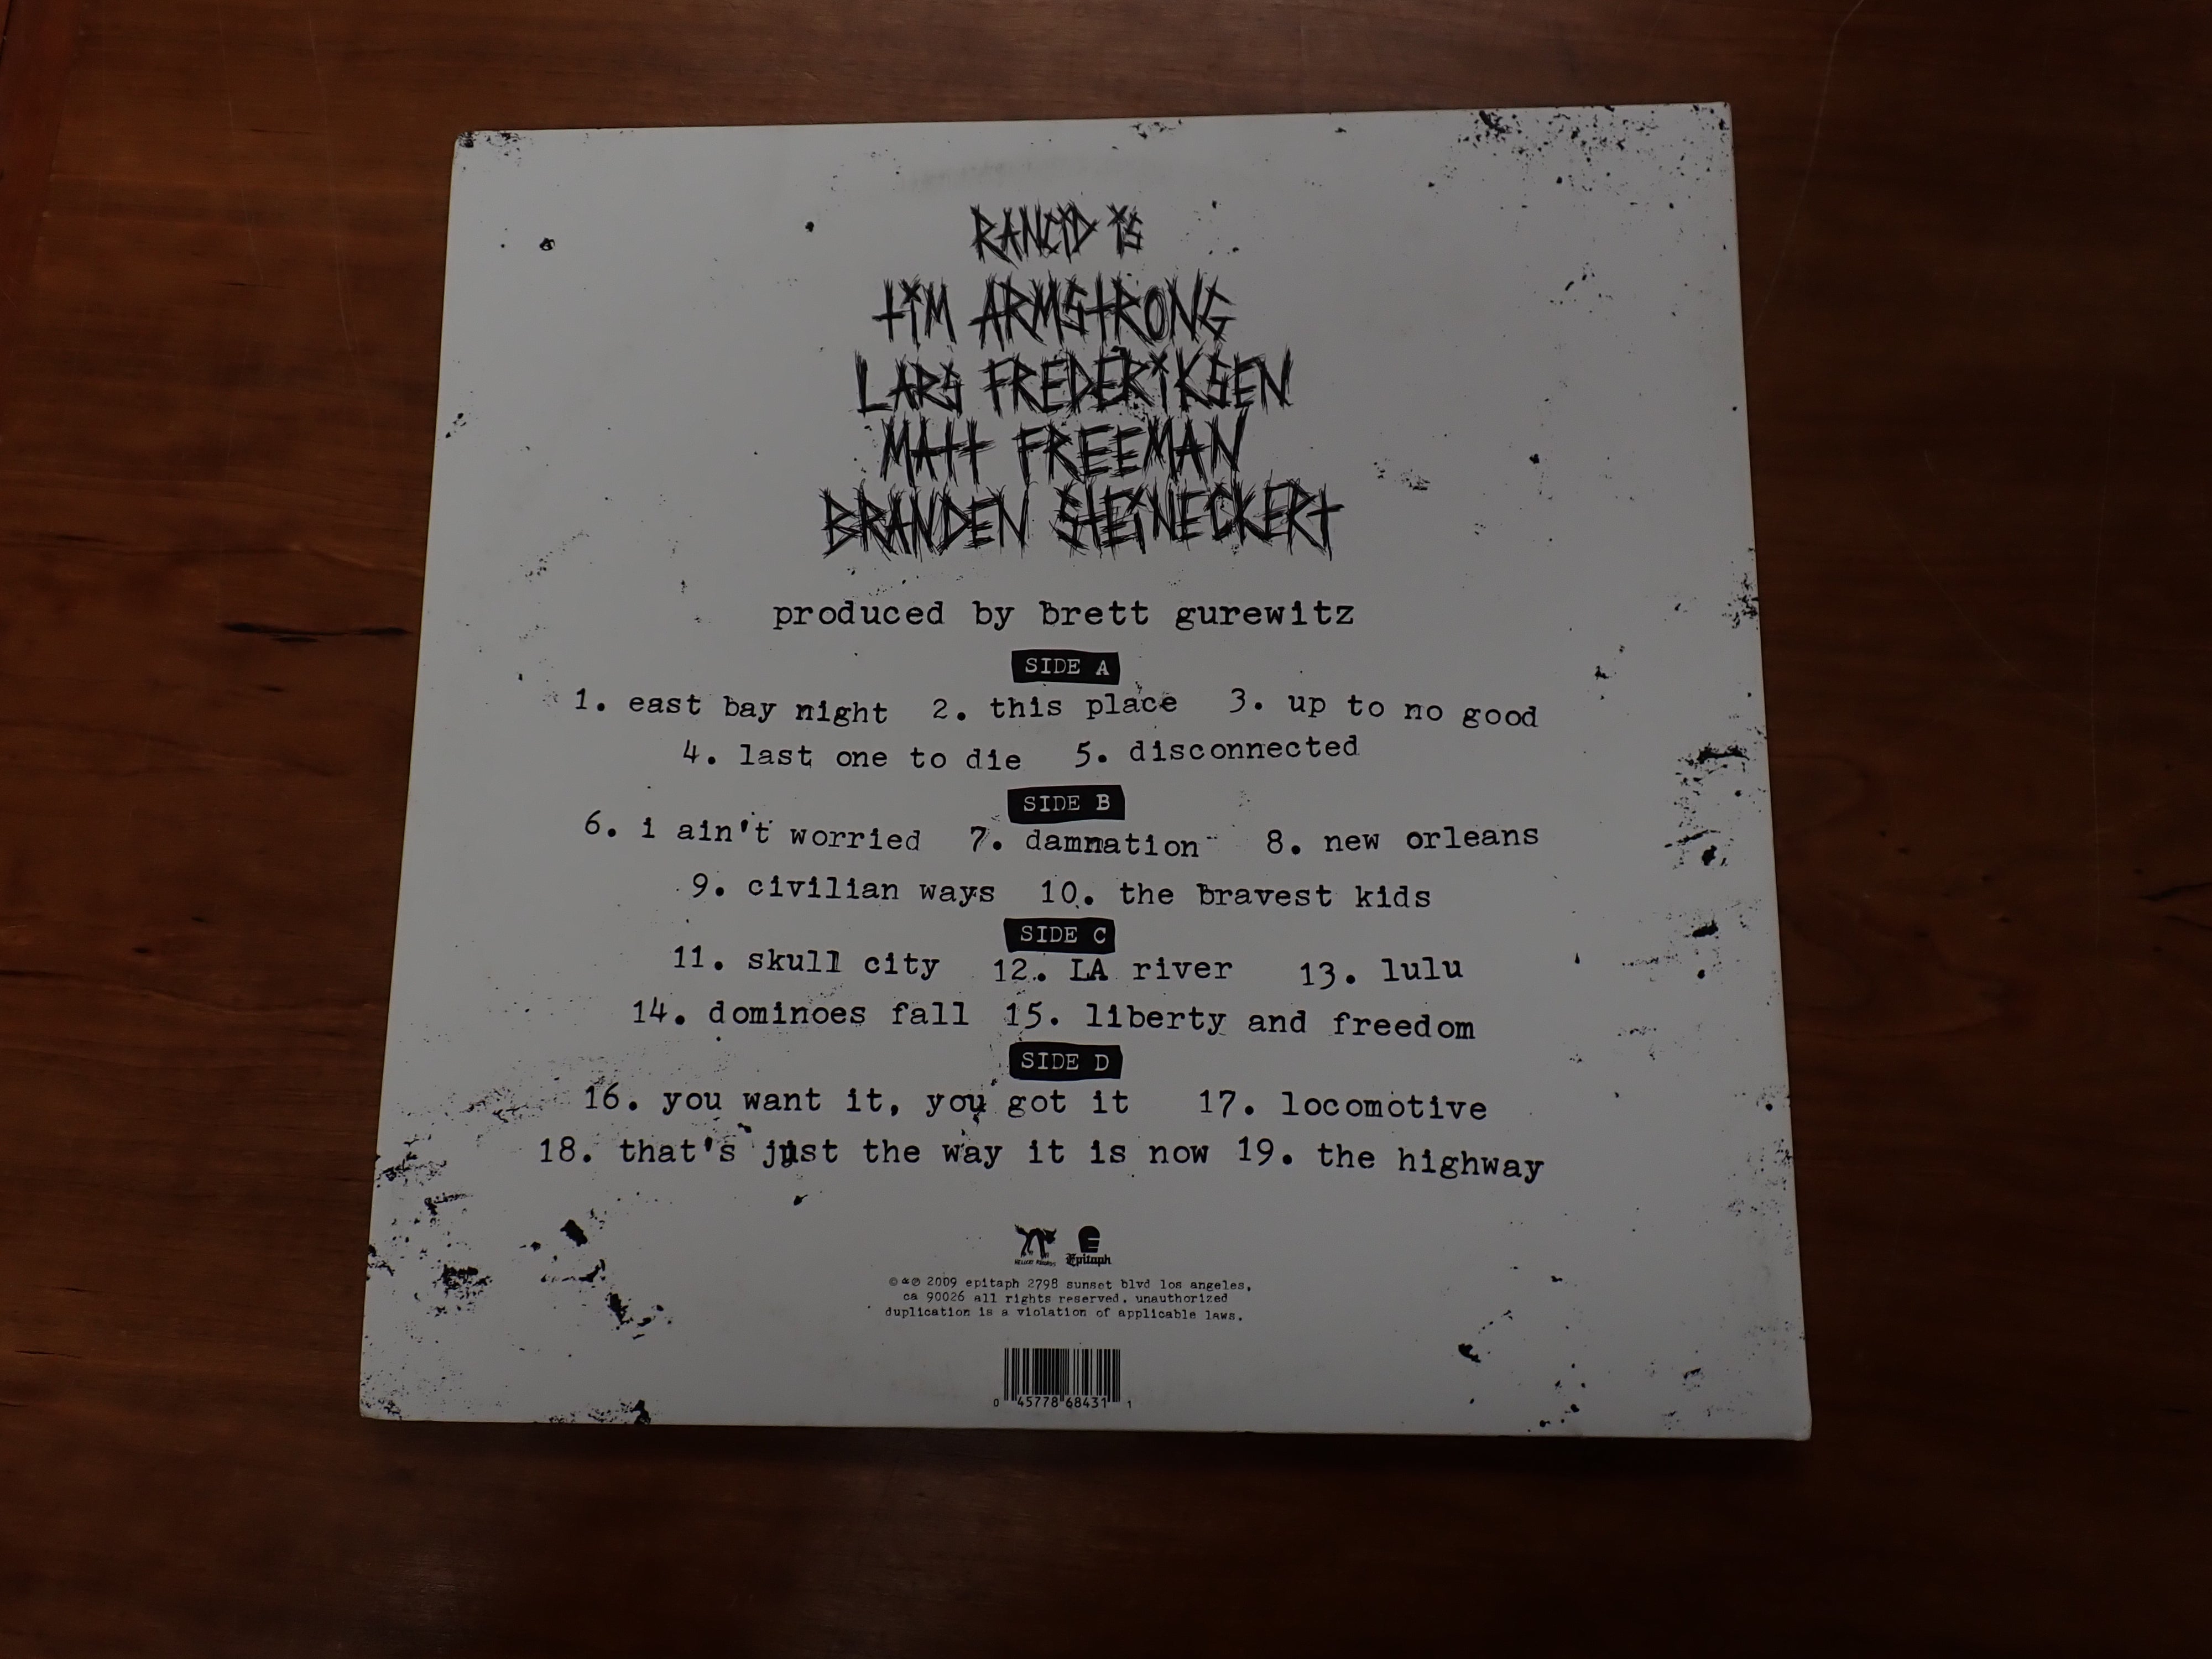 RANCiD iS
tiM ARMStRONG
LARS FREDERiKSEN
MAtt FREEMAN
BRANDEN StEiNECKERt
produced by brett gurewitz
SIDE A
1. east bay night 2. this place 3. up to no good
4. last one to die 5. disconnected
SIDE B
6. i ain't worried 7. damnation 8. new orleans
9. civilian ways 10. the bravest kids
SIDE C
11. skull city 12. LA river 13. lulu
14. dominoes fall 15. liberty and freedom
SIDE D
16. you want it, you got it 17. locomotive
18. that's just the way it is now 19. the highway
HELLCAT RECORDS Epitaph
©&℗ 2009 epitaph 2798 sunset blvd los angeles,
ca 90026 all rights reserved. unauthorized
duplication is a violation of applicable laws.
0 45778 68431 1